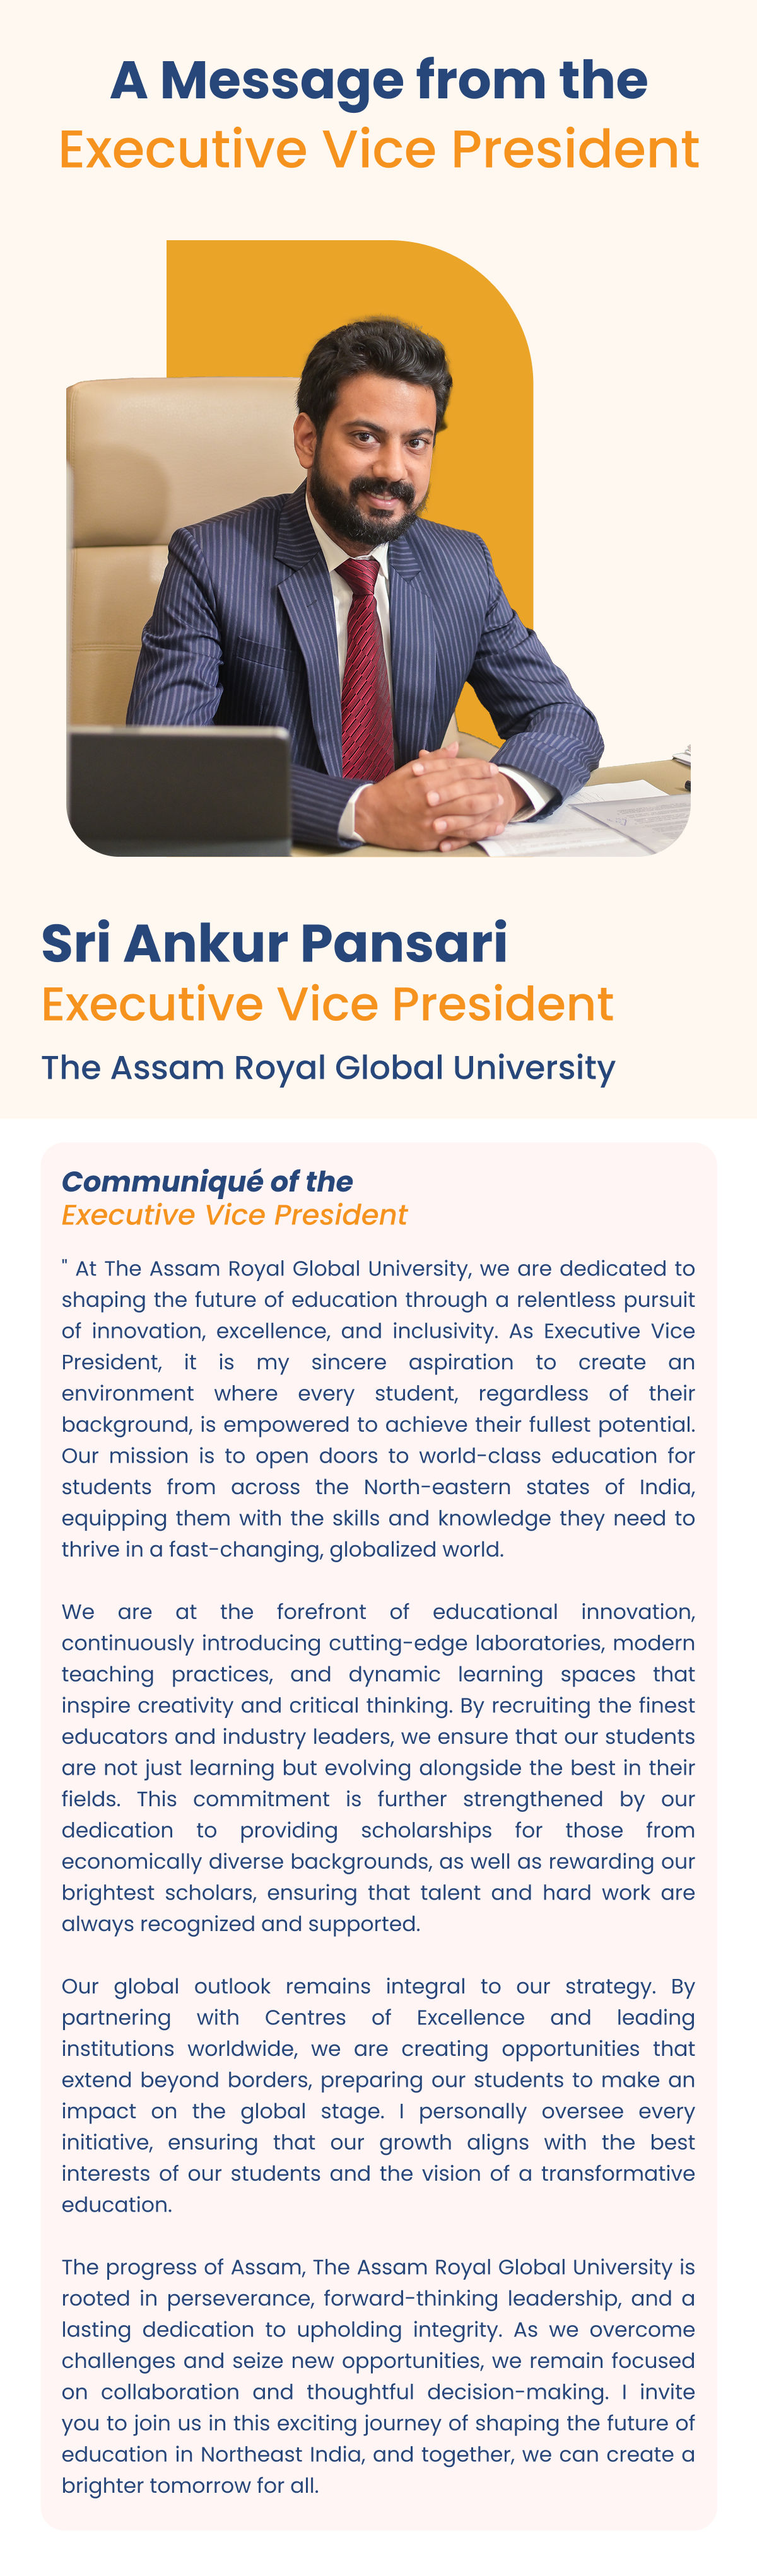 A Message from the
Executive Vice President
Sri Ankur Pansari
Executive Vice President
The Assam Royal Global University
Communiqué of the
Executive Vice President
" At The Assam Royal Global University, we are dedicated to
shaping the future of education through a relentless pursuit
of innovation, excellence, and inclusivity. As Executive Vice
President, it is my sincere aspiration to create an
environment where every student, regardless of their
background, is empowered to achieve their fullest potential.
Our mission is to open doors to world-class education for
students from across the North-eastern states of India,
equipping them with the skills and knowledge they need to
thrive in a fast-changing, globalized world.
We are at the forefront of educational innovation,
continuously introducing cutting-edge laboratories, modern
teaching practices, and dynamic learning spaces that
inspire creativity and critical thinking. By recruiting the finest
educators and industry leaders, we ensure that our students
are not just learning but evolving alongside the best in their
fields. This commitment is further strengthened by our
dedication to providing scholarships for those from
economically diverse backgrounds, as well as rewarding our
brightest scholars, ensuring that talent and hard work are
always recognized and supported.
Our global outlook remains integral to our strategy. By
partnering with Centres of Excellence and leading
institutions worldwide, we are creating opportunities that
extend beyond borders, preparing our students to make an
impact on the global stage. I personally oversee every
initiative, ensuring that our growth aligns with the best
interests of our students and the vision of a transformative
education.
The progress of Assam, The Assam Royal Global University is
rooted in perseverance, forward-thinking leadership, and a
lasting dedication to upholding integrity. As we overcome
challenges and seize new opportunities, we remain focused
on collaboration and thoughtful decision-making. I invite
you to join us in this exciting journey of shaping the future of
education in Northeast India, and together, we can create a
brighter tomorrow for all.